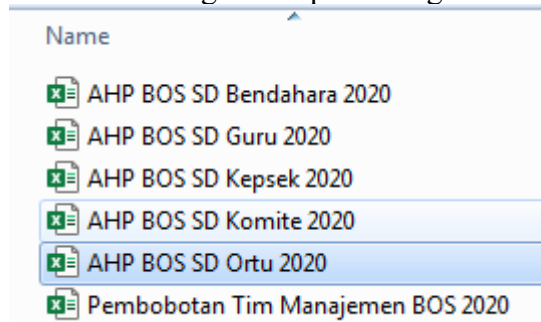 Name
AHP BOS SD Bendahara 2020
AHP BOS SD Guru 2020
AHP BOS SD Kepsek 2020
AHP BOS SD Komite 2020
AHP BOS SD Ortu 2020
Pembobotan Tim Manajemen BOS 2020